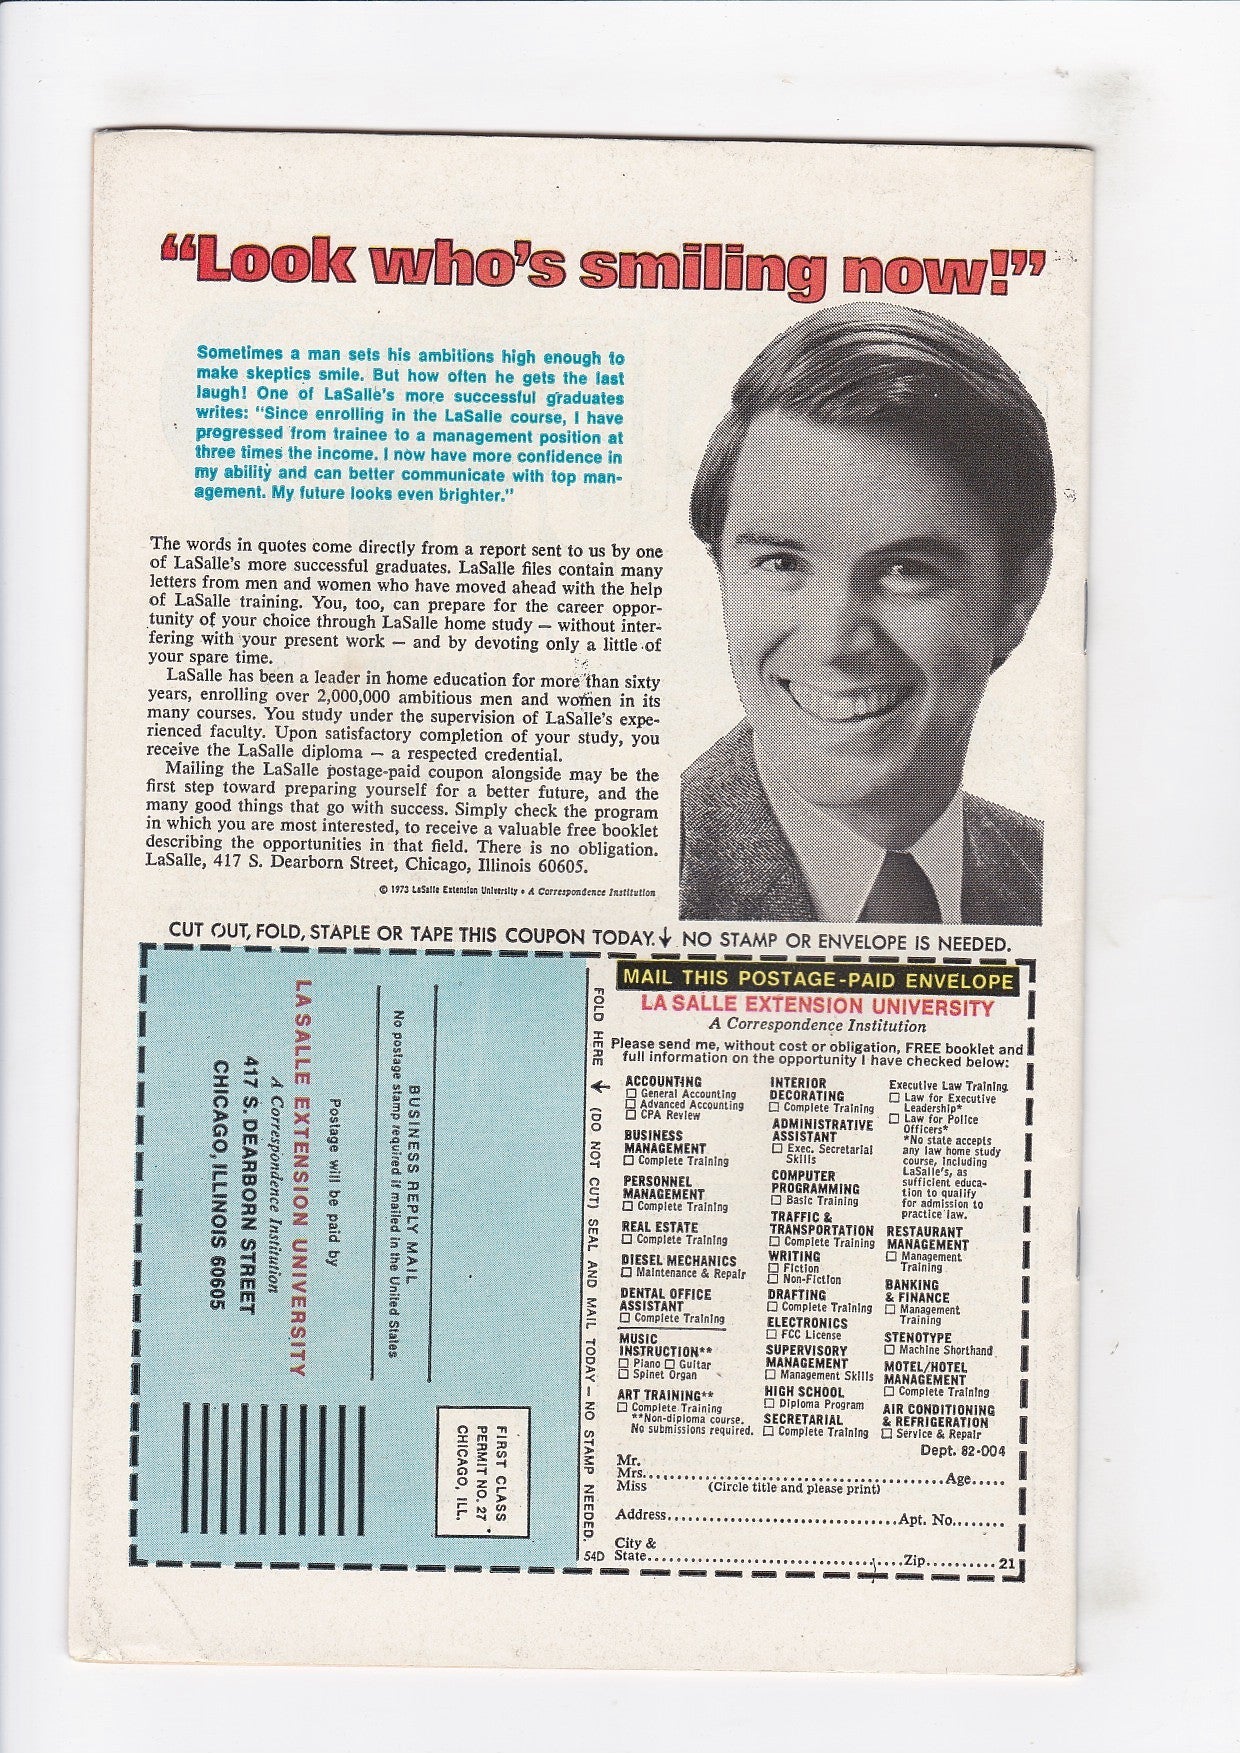 “Look who's smiling now!”
Sometimes a man sets his ambitions high enough to
make skeptics smile. But how often he gets the last
laugh! One of LaSalle's more successful graduates
writes: "Since enrolling in the LaSalle course, I have
progressed from trainee to a management position at
three times the income. I now have more confidence in
my ability and can better communicate with top man-
agement. My future looks even brighter."
The words in quotes come directly from a report sent to us by one
of LaSalle's more successful graduates. LaSalle files contain many
letters from men and women who have moved ahead with the help
of LaSalle training. You, too, can prepare for the career oppor-
tunity of your choice through LaSalle home study — without inter-
fering with your present work — and by devoting only a little of
your spare time.
LaSalle has been a leader in home education for more than sixty
years, enrolling over 2,000,000 ambitious men and women in its
many courses. You study under the supervision of LaSalle's expe-
rienced faculty. Upon satisfactory completion of your study, you
receive the LaSalle diploma — a respected credential.
Mailing the LaSalle postage-paid coupon alongside may be the
first step toward preparing yourself for a better future, and the
many good things that go with success. Simply check the program
in which you are most interested, to receive a valuable free booklet
describing the opportunities in that field. There is no obligation.
LaSalle, 417 S. Dearborn Street, Chicago, Illinois 60605.
© 1973 LaSalle Extension University • A Correspondence Institution
CUT OUT, FOLD, STAPLE OR TAPE THIS COUPON TODAY.↓ NO STAMP OR ENVELOPE IS NEEDED.
FIRST CLASS
PERMIT NO. 27
CHICAGO, ILL.
BUSINESS REPLY MAIL
No postage stamp required if mailed in the United States
Postage will be paid by
LA SALLE EXTENSION UNIVERSITY
A Correspondence Institution
417 S. DEARBORN STREET
CHICAGO, ILLINOIS 60605
FOLD HERE → (DO NOT CUT) SEAL AND MAIL TODAY — NO STAMP NEEDED.
54D
MAIL THIS POSTAGE-PAID ENVELOPE
LA SALLE EXTENSION UNIVERSITY
A Correspondence Institution
Please send me, without cost or obligation, FREE booklet and
full information on the opportunity I have checked below:
ACCOUNTING
☐ General Accounting
☐ Advanced Accounting
☐ CPA Review
BUSINESS
MANAGEMENT
☐ Complete Training
PERSONNEL
MANAGEMENT
☐ Complete Training
REAL ESTATE
☐ Complete Training
DIESEL MECHANICS
☐ Maintenance & Repair
DENTAL OFFICE
ASSISTANT
☐ Complete Training
MUSIC
INSTRUCTION**
☐ Piano ☐ Guitar
☐ Spinet Organ
ART TRAINING**
☐ Complete Training
**Non-diploma course.
No submissions required.
INTERIOR
DECORATING
☐ Complete Training
ADMINISTRATIVE
ASSISTANT
☐ Exec. Secretarial
Skills
COMPUTER
PROGRAMMING
☐ Basic Training
TRAFFIC &
TRANSPORTATION
☐ Complete Training
WRITING
☐ Fiction
☐ Non-Fiction
DRAFTING
☐ Complete Training
ELECTRONICS
☐ FCC License
SUPERVISORY
MANAGEMENT
☐ Management Skills
HIGH SCHOOL
☐ Diploma Program
SECRETARIAL
☐ Complete Training
Executive Law Training
☐ Law for Executive
Leadership*
☐ Law for Police
Officers*
*No state accepts
any law home study
course, including
LaSalle's, as
sufficient educa-
tion to qualify
for admission to
practice law.
RESTAURANT
MANAGEMENT
☐ Management
Training
BANKING
& FINANCE
☐ Management
Training
STENOTYPE
☐ Machine Shorthand
MOTEL/HOTEL
MANAGEMENT
☐ Complete Training
AIR CONDITIONING
& REFRIGERATION
☐ Service & Repair
Dept. 82-004
Mr.
Mrs.............................................Age.....
Miss (Circle title and please print)
Address.................................Apt. No........
City &
State.....................................Zip.......... 21